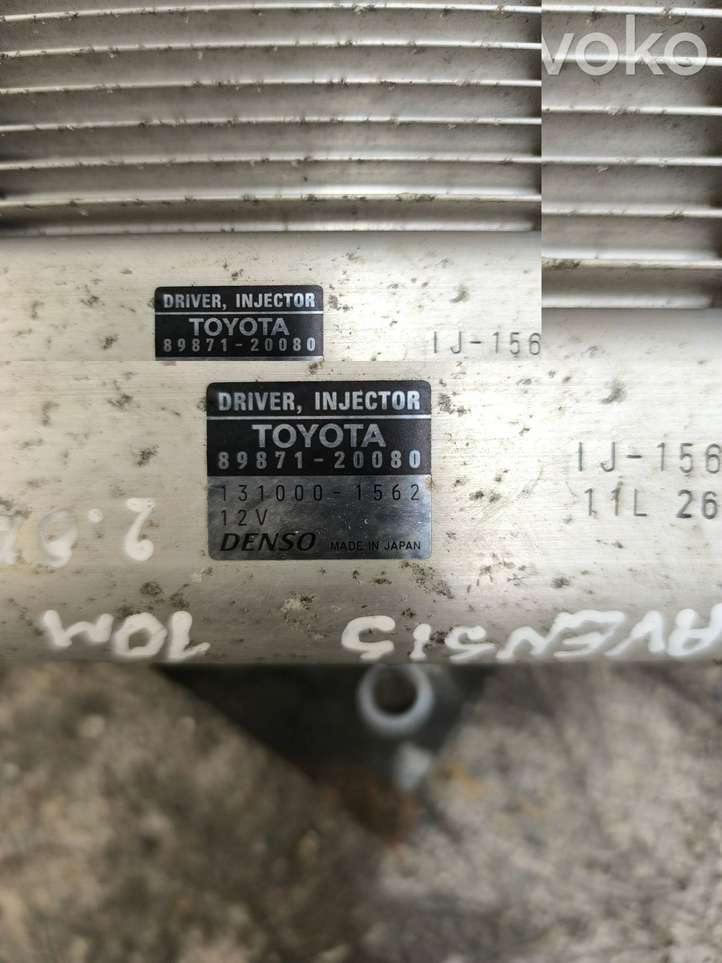 voko
DRIVER, INJECTOR
TOYOTA
89871-20080
IJ-156
DRIVER, INJECTOR
TOYOTA
89871-20080
131000-1562
12V
DENSO MADE IN JAPAN
IJ-156
11L 26
AVENSIS
10M